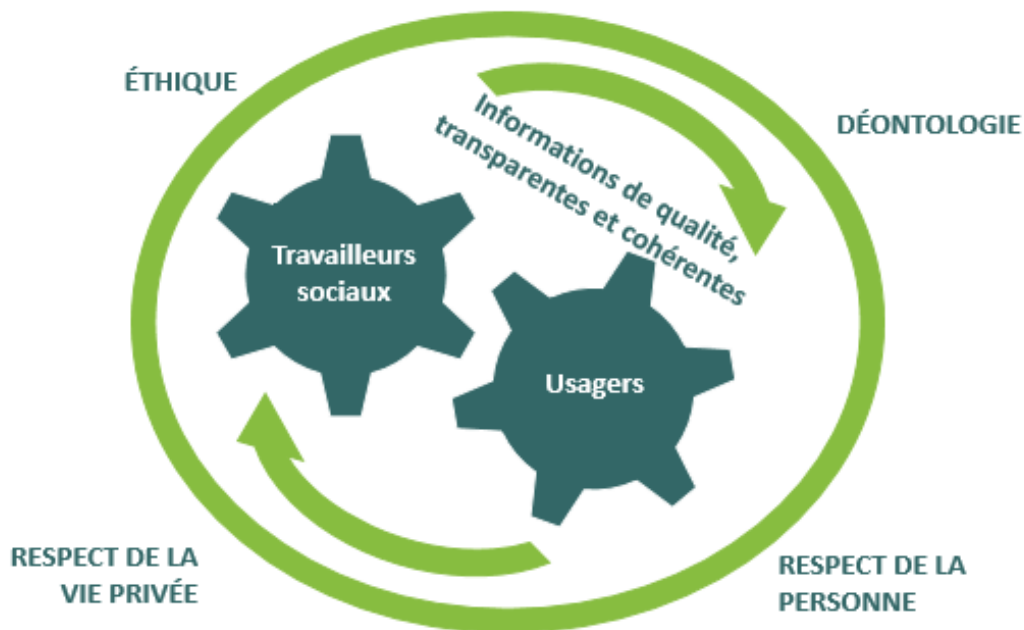 ÉTHIQUE
DÉONTOLOGIE
Informations de qualité,
transparentes et cohérentes
Travailleurs
sociaux
Usagers
RESPECT DE LA
VIE PRIVÉE
RESPECT DE LA
PERSONNE